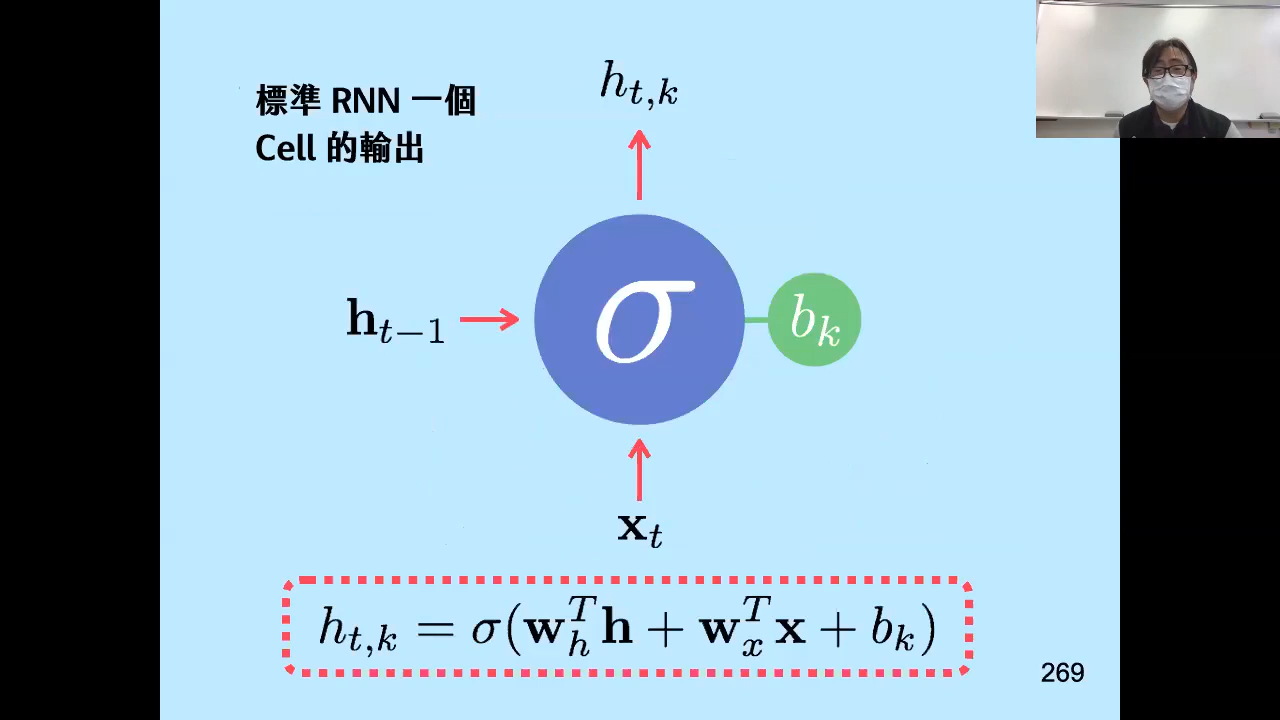 標準 RNN 一個
Cell 的輸出
h_{t,k}
h_{t-1}
σ
b_k
x_t
h_{t,k} = σ(w_h^T h + w_x^T x + b_k)
269